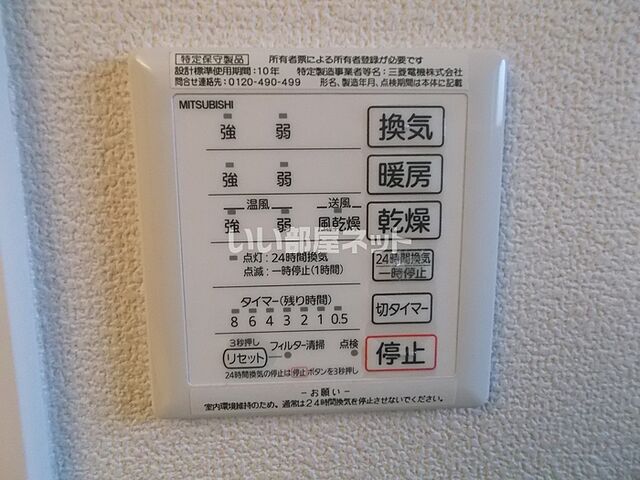 特定保守製品 所有者票による所有者登録が必要です
設計標準使用期間:10年 特定製造事業者等名:三菱電機株式会社
問合せ連絡先:0120-490-499 形名、製造年月、点検期間は本体に記載
MITSUBISHI
強 弱 換気
強 弱 暖房
温風 送風
強 弱 風乾燥 乾燥
いい部屋ネット
点灯:24時間換気
点滅:一時停止(1時間)
24時間換気
一時停止
タイマー(残り時間)
8 6 4 3 2 1 0.5
切タイマー
3秒押し
リセット フィルター清掃 点検
停止
24時間換気の停止は停止ボタンを3秒押し
-お願い-
室内環境維持のため、通常は24時間換気を停止させないでください。